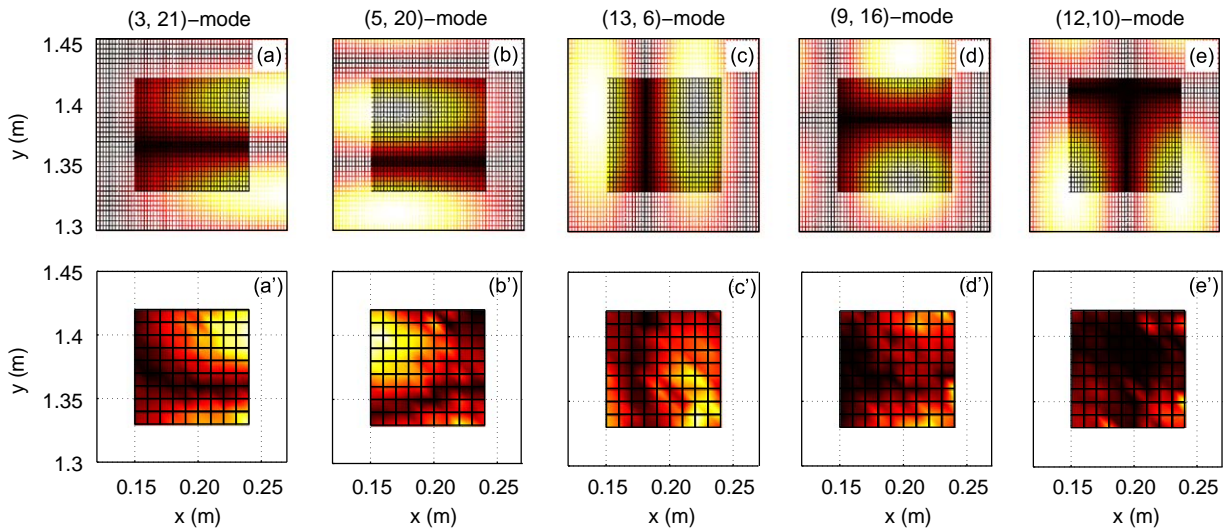 (3, 21)−mode (5, 20)−mode (13, 6)−mode (9, 16)−mode (12,10)−mode
(a) (b) (c) (d) (e)
1.45
1.4
1.35
1.3
y (m)
(a') (b') (c') (d') (e')
1.45
1.4
1.35
1.3
y (m)
0.15 0.20 0.25 0.15 0.20 0.25 0.15 0.20 0.25 0.15 0.20 0.25 0.15 0.20 0.25
x (m) x (m) x (m) x (m) x (m)